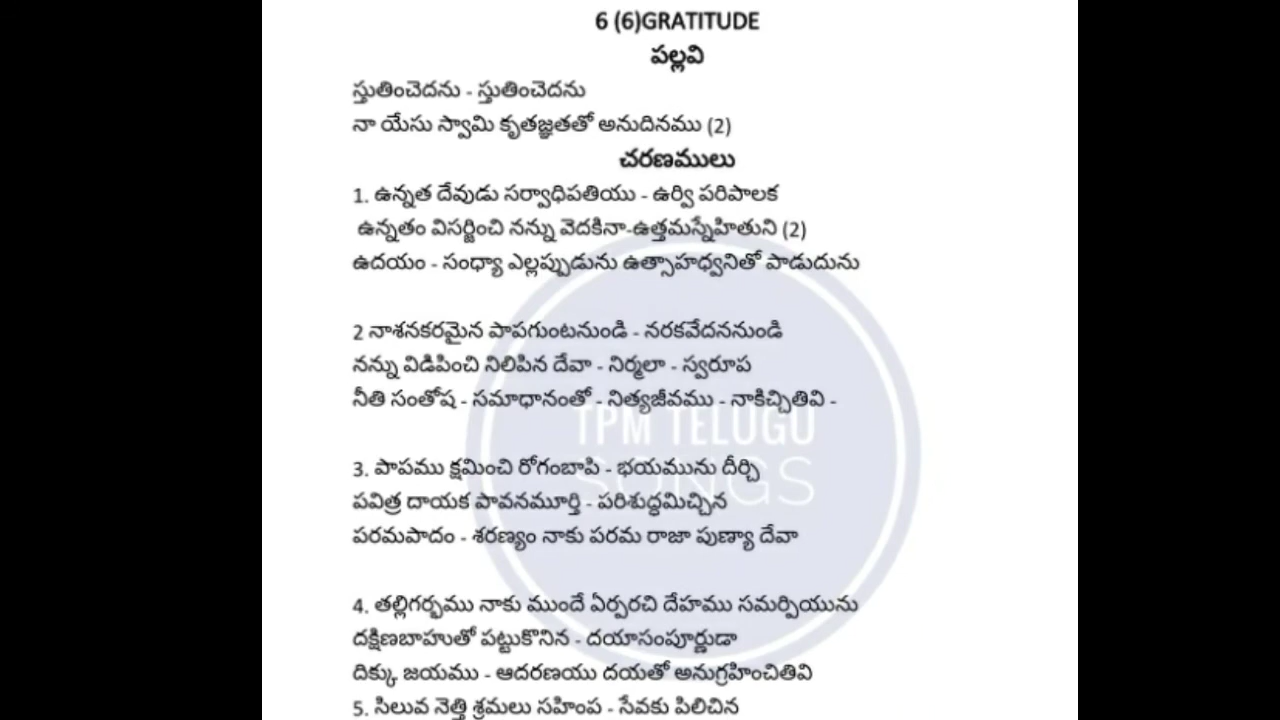 6 (6)GRATITUDE
పల్లవి
స్తుతించెదను - స్తుతించెదను
నా యేసు స్వామి కృతజ్ఞతతో అనుదినము (2)
చరణములు
1. ఉన్నత దేవుడు సర్వాధిపతియు - ఉర్వి పరిపాలక
ఉన్నతం విసర్జించి నన్ను వెదకినా-ఉత్తమస్నేహితుని (2)
ఉదయం - సంధ్యా ఎల్లప్పుడును ఉత్సాహధ్వనితో పాడుదును
2 నాశనకరమైన పాపగుంటనుండి - నరకవేదననుండి
నన్ను విడిపించి నిలిపిన దేవా - నిర్మలా - స్వరూప
నీతి సంతోష - సమాధానంతో - నిత్యజీవము - నాకిచ్చితివి -
TPM TELUGU
SONGS
3. పాపము క్షమించి రోగంబాపి - భయమును దీర్చి
పవిత్ర దాయక పావనమూర్తి - పరిశుద్ధమిచ్చిన
పరమపాదం - శరణ్యం నాకు పరమ రాజా పుణ్యా దేవా
4. తల్లిగర్భము నాకు ముందే ఏర్పరచి దేహము సమర్పియును
దక్షిణబాహుతో పట్టుకొనిన - దయాసంపూర్ణుడా
దిక్కు జయము - ఆదరణయు దయతో అనుగ్రహించితివి
5. సిలువ నెత్తి శ్రమలు సహింప - సేవకు పిలిచిన